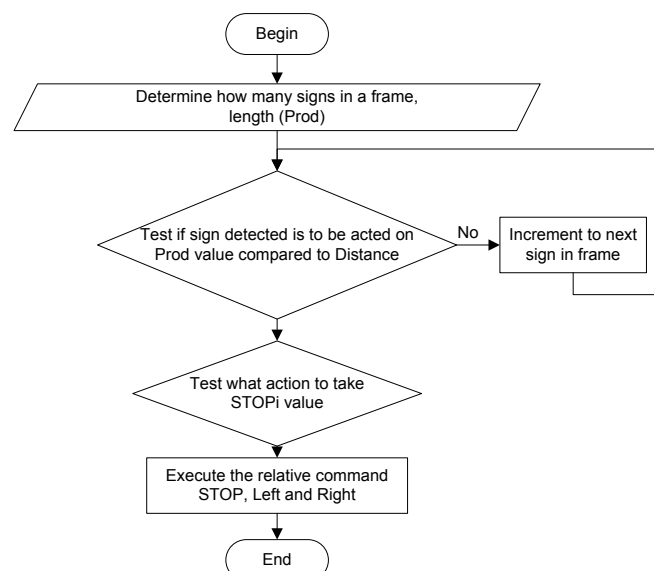 Begin
Determine how many signs in a frame,
length (Prod)
Test if sign detected is to be acted on
Prod value compared to Distance
No
Increment to next
sign in frame
Test what action to take
STOPi value
Execute the relative command
STOP, Left and Right
End